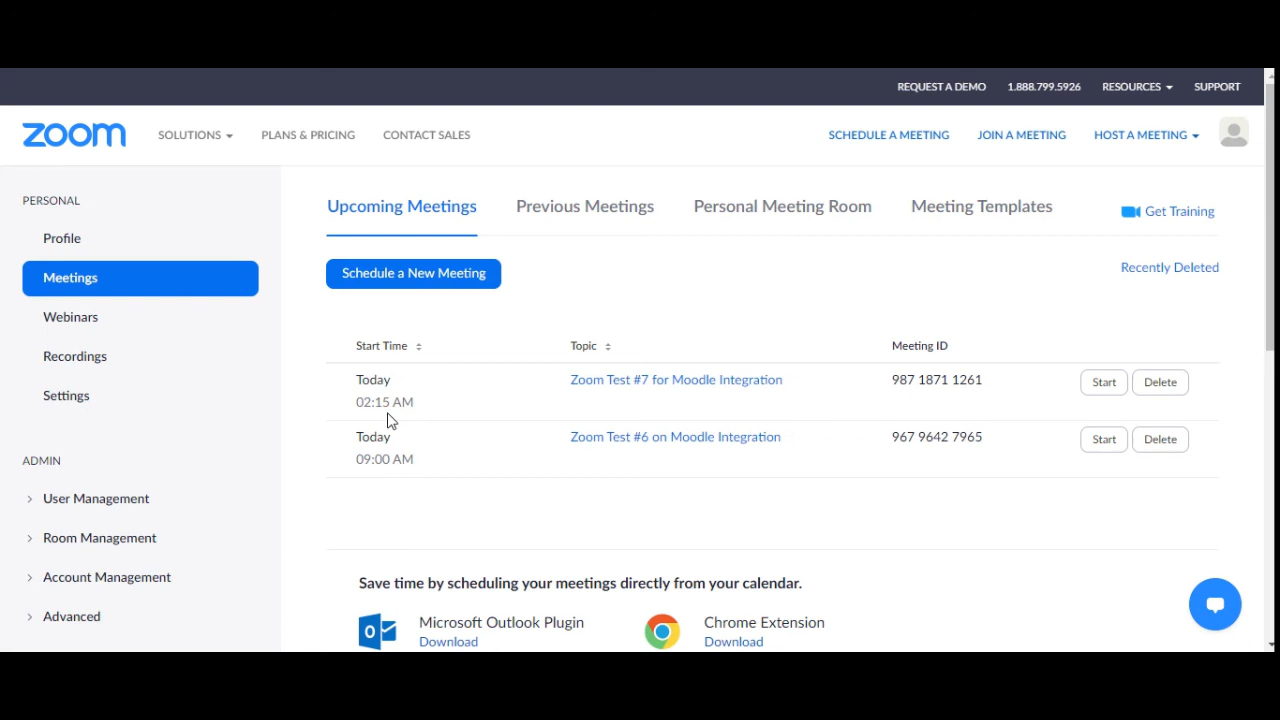 REQUEST A DEMO 1.888.799.5926 RESOURCES SUPPORT
zoom SOLUTIONS PLANS & PRICING CONTACT SALES SCHEDULE A MEETING JOIN A MEETING HOST A MEETING
PERSONAL
Profile
Meetings
Webinars
Recordings
Settings
ADMIN
User Management
Room Management
Account Management
Advanced
Upcoming Meetings Previous Meetings Personal Meeting Room Meeting Templates Get Training
Schedule a New Meeting Recently Deleted
Start Time Topic Meeting ID
Today Zoom Test #7 for Moodle Integration 987 1871 1261 Start Delete
02:15 AM
Today Zoom Test #6 on Moodle Integration 967 9642 7965 Start Delete
09:00 AM
Save time by scheduling your meetings directly from your calendar.
Microsoft Outlook Plugin Chrome Extension
Download Download